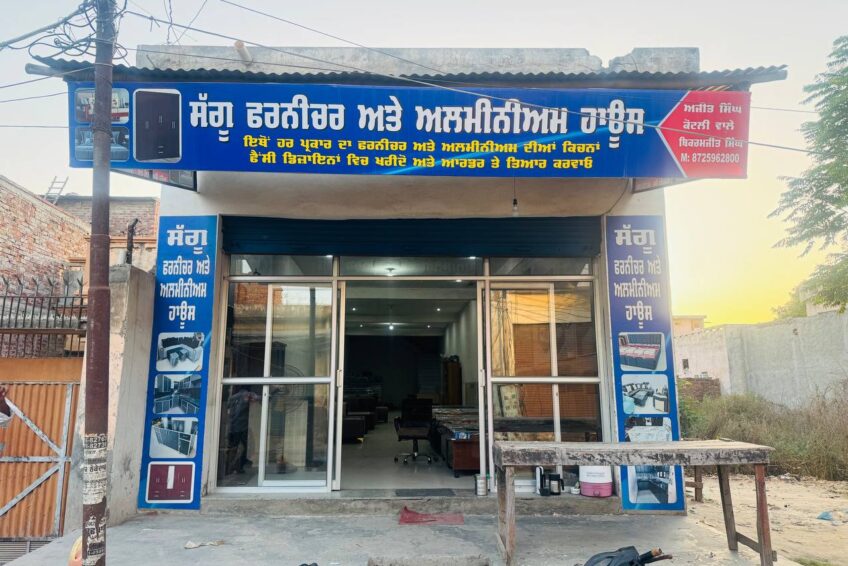 ਸੱਗੂ ਫਰਨੀਚਰ ਅਤੇ ਅਲਮੀਨੀਅਮ ਹਾਊਸ
ਇਥੋਂ ਹਰ ਪ੍ਰਕਾਰ ਦਾ ਫਰਨੀਚਰ ਅਤੇ ਅਲਮੀਨੀਅਮ ਦੀਆਂ ਕਿਚਨਾਂ
ਫੈਂਸੀ ਡਿਜ਼ਾਇਨਾਂ ਵਿਚ ਖਰੀਦੋ ਅਤੇ ਆਰਡਰ ਤੇ ਤਿਆਰ ਕਰਵਾਓ
ਅਜੀਤ ਸਿੰਘ
ਕੋਟਲੀ ਵਾਲੇ
ਬਿਕਰਮਜੀਤ ਸਿੰਘ
M: 8725962800
ਸੱਗੂ
ਫਰਨੀਚਰ ਅਤੇ
ਅਲਮੀਨੀਅਮ
ਹਾਊਸ
ਸੱਗੂ
ਫਰਨੀਚਰ ਅਤੇ
ਅਲਮੀਨੀਅਮ
ਹਾਊਸ